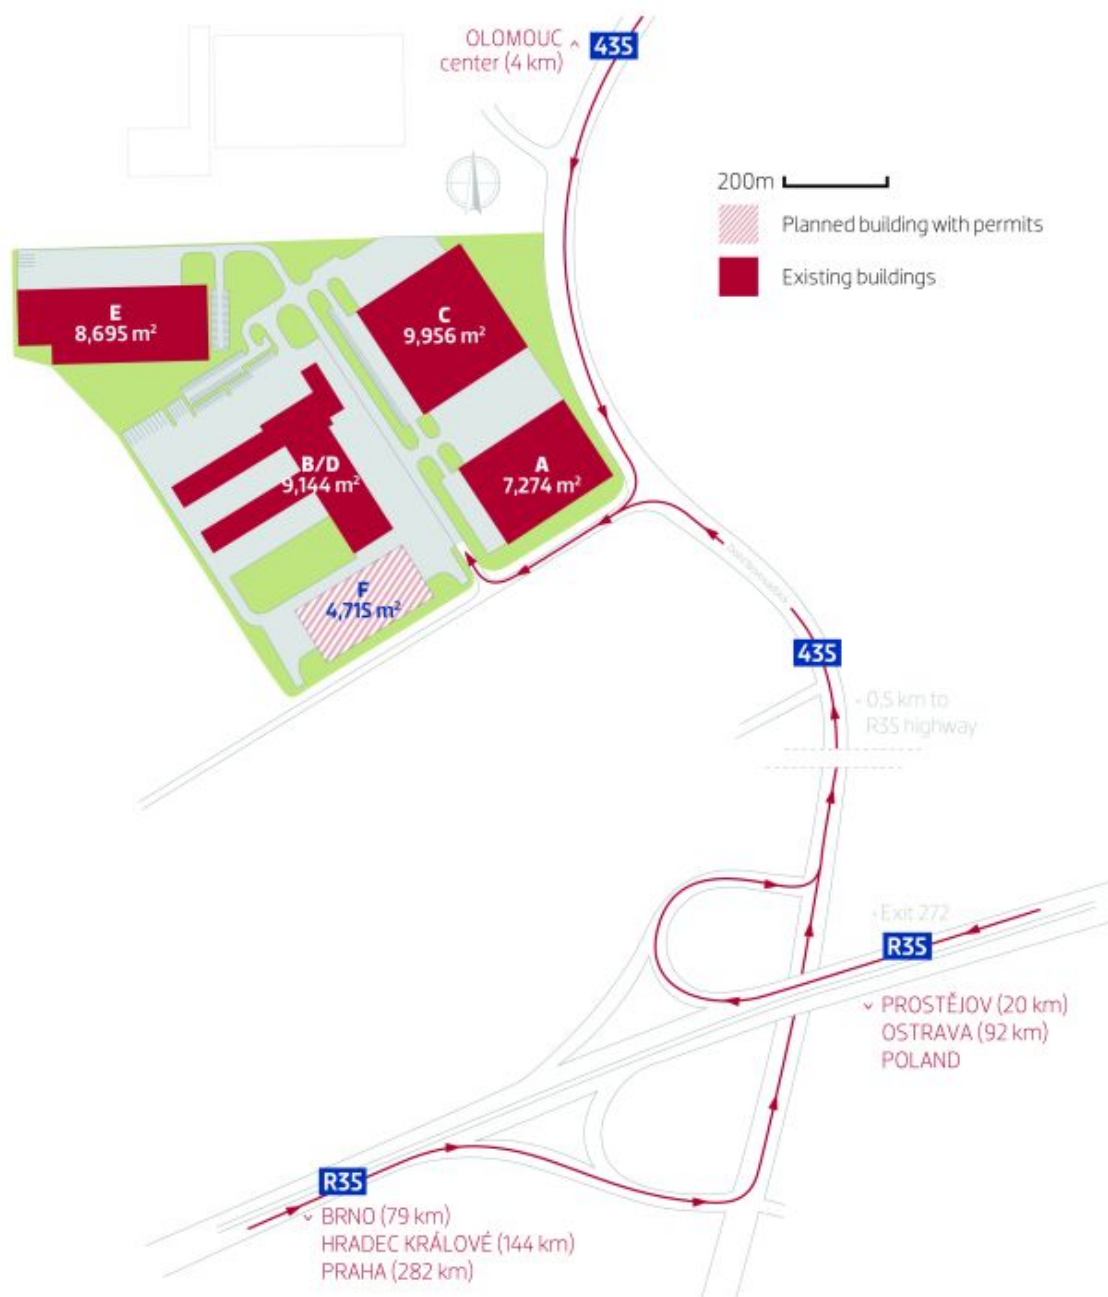 OLOMOUC
center (4 km)
435
200m
Planned building with permits
Existing buildings
E
8,695 m²
C
9,956 m²
B/D
9,144 m²
A
7,274 m²
F
4,715 m²
435
0,5 km to
R35 highway
Exit 272
R35
PROSTĚJOV (20 km)
OSTRAVA (92 km)
POLAND
R35
BRNO (79 km)
HRADEC KRÁLOVÉ (144 km)
PRAHA (282 km)